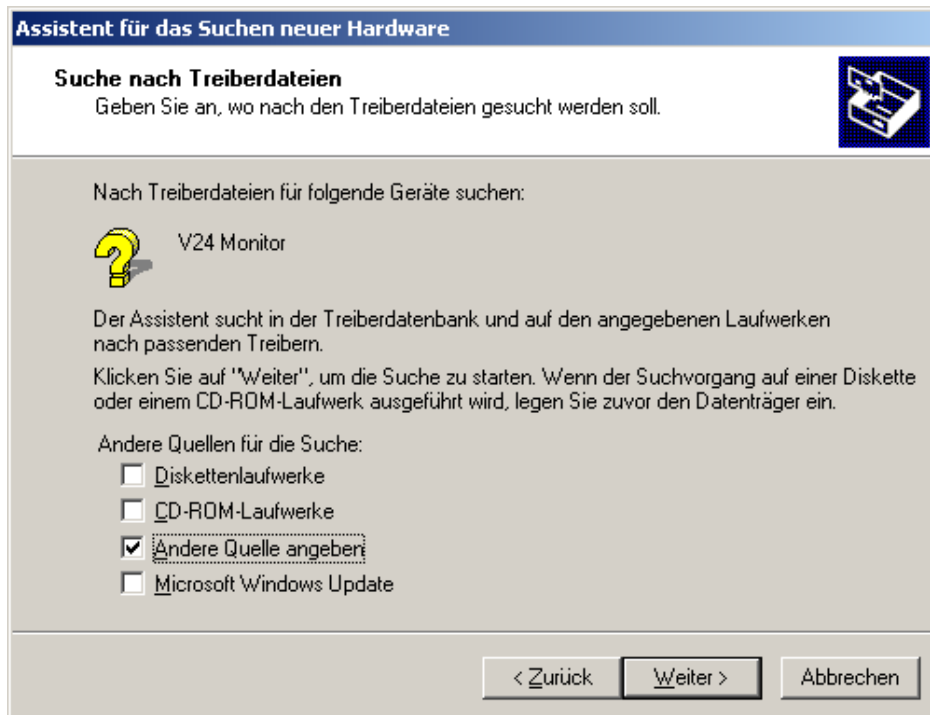 Assistent für das Suchen neuer Hardware
Suche nach Treiberdateien
Geben Sie an, wo nach den Treiberdateien gesucht werden soll.
Nach Treiberdateien für folgende Geräte suchen:
V24 Monitor
Der Assistent sucht in der Treiberdatenbank und auf den angegebenen Laufwerken
nach passenden Treibern.
Klicken Sie auf "Weiter", um die Suche zu starten. Wenn der Suchvorgang auf einer Diskette
oder einem CD-ROM-Laufwerk ausgeführt wird, legen Sie zuvor den Datenträger ein.
Andere Quellen für die Suche:
Diskettenlaufwerke
CD-ROM-Laufwerke
Andere Quelle angeben
Microsoft Windows Update
< Zurück Weiter > Abbrechen